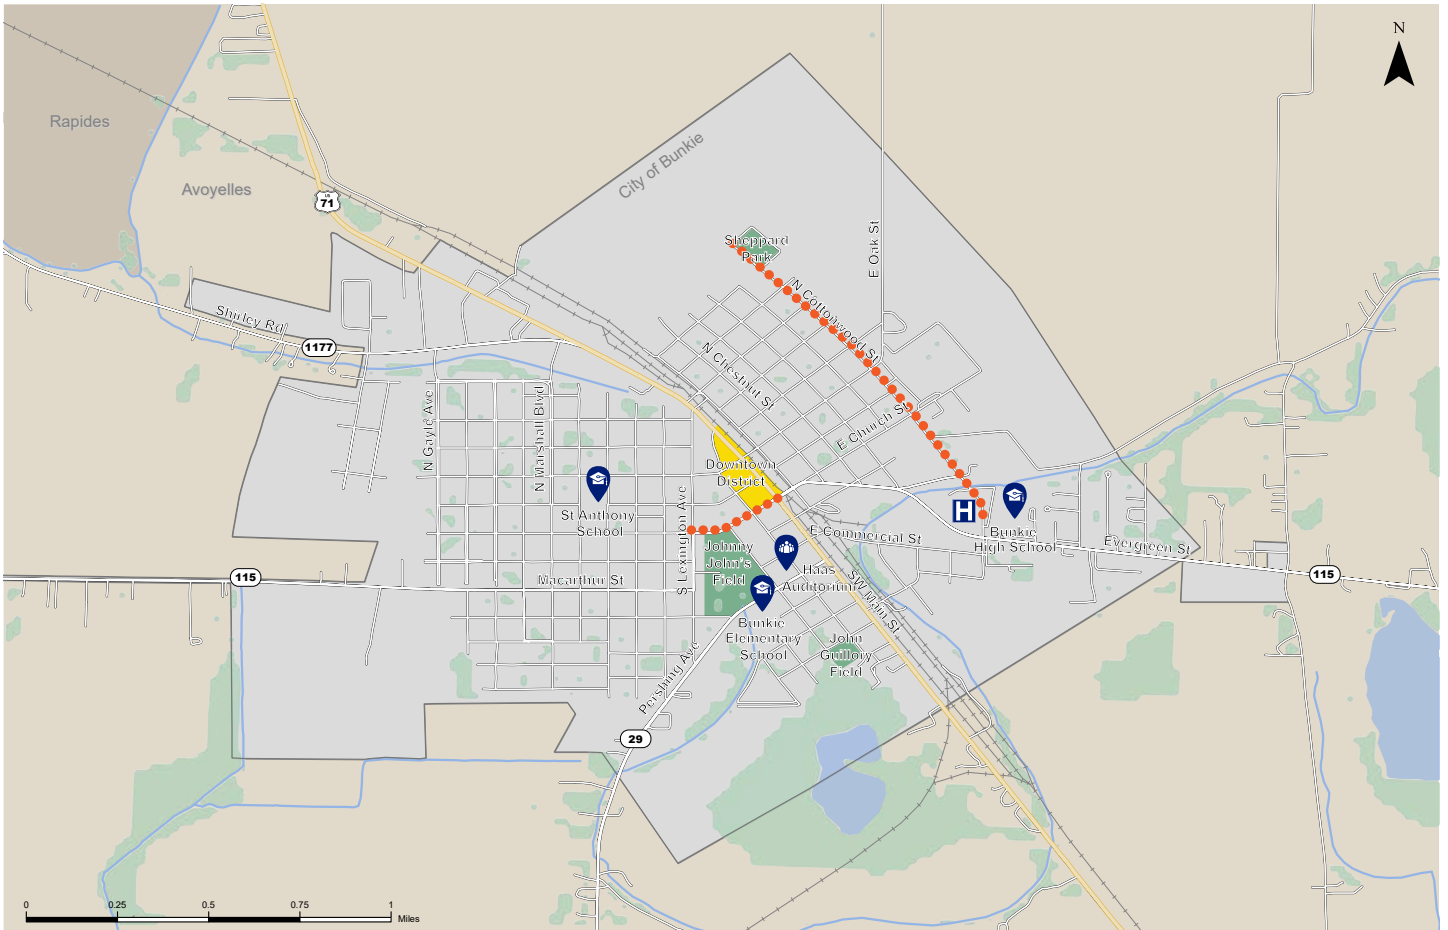 N
Rapides
Avoyelles
US
71
City of Bunkie
Sheppard
Park
E Oak St
N Cottonwood St
Shirley Rd
1177
N Chestnut St
N Gayle Ave
N Marshall Blvd
E Church St
Downtown
District
St Anthony
School
S Lexington Ave
H
Bunkie
High School
Evergreen St
E Commercial St
Johnny
John's
Field
Haas
Auditorium
115
Macarthur St
115
SW Main St
Bunkie
Elementary
School
John
Guillory
Field
Pershing Ave
29
0 0.25 0.5 0.75 1
Miles